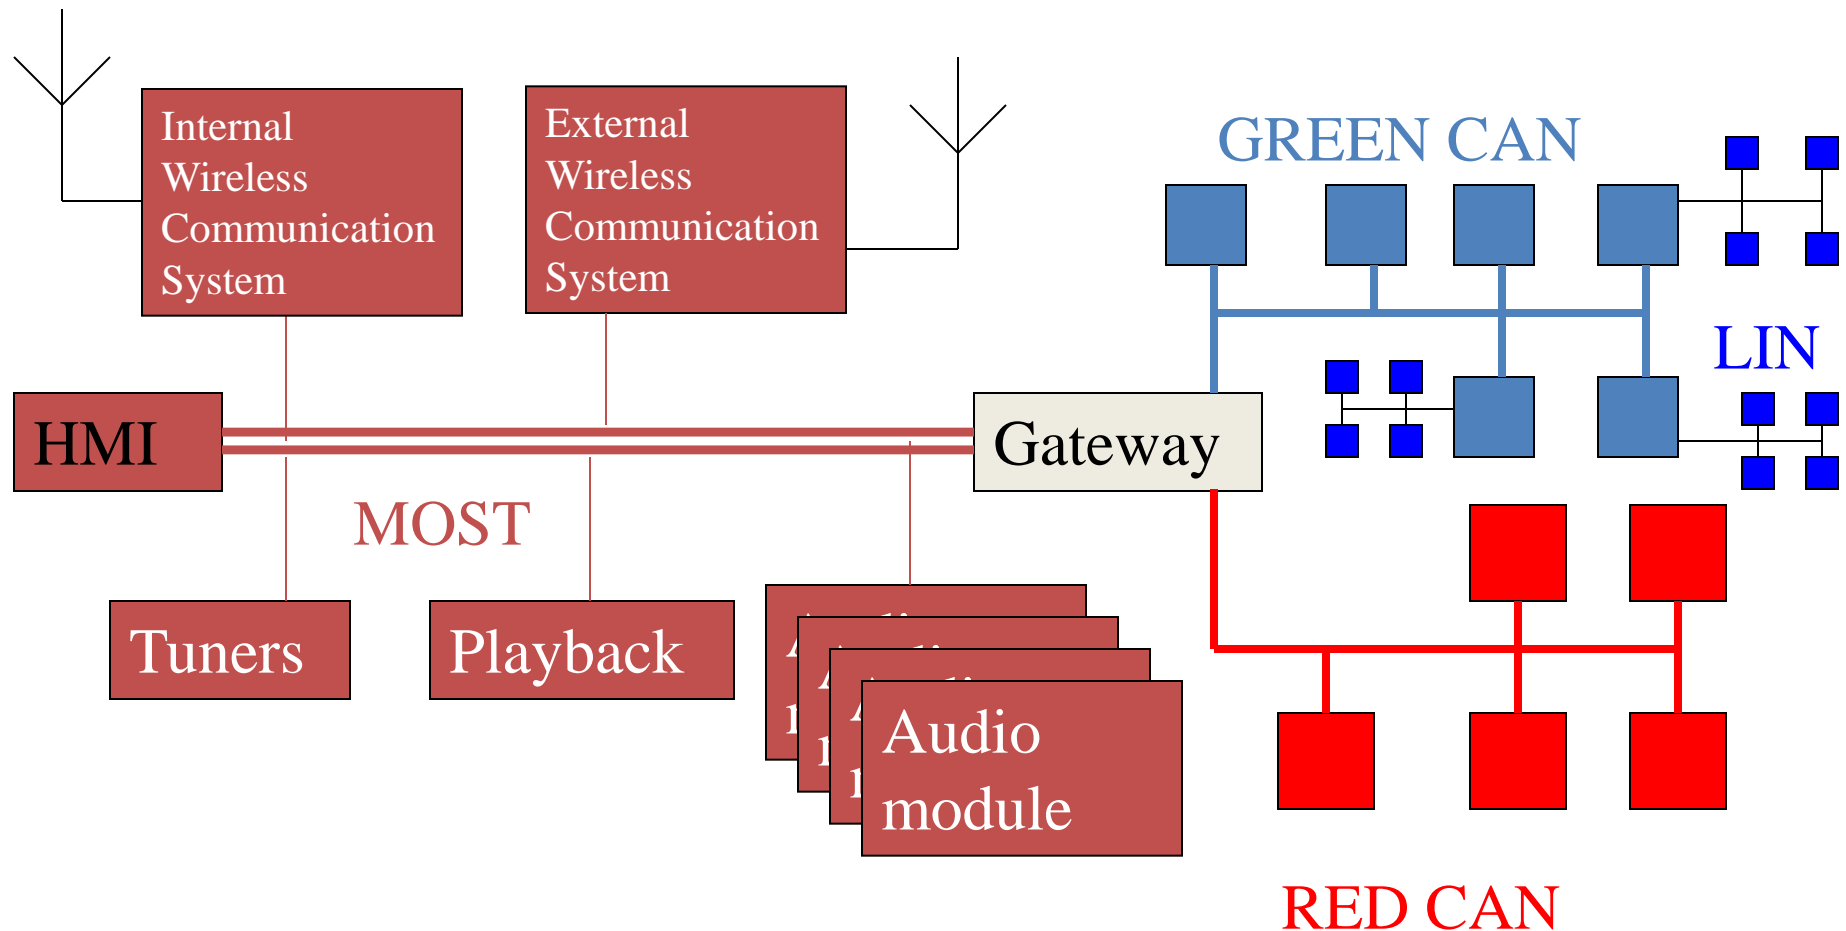 Internal
Wireless
Communication
System
External
Wireless
Communication
System
GREEN CAN
LIN
HMI
Gateway
MOST
Tuners
Playback
Audio
module
RED CAN